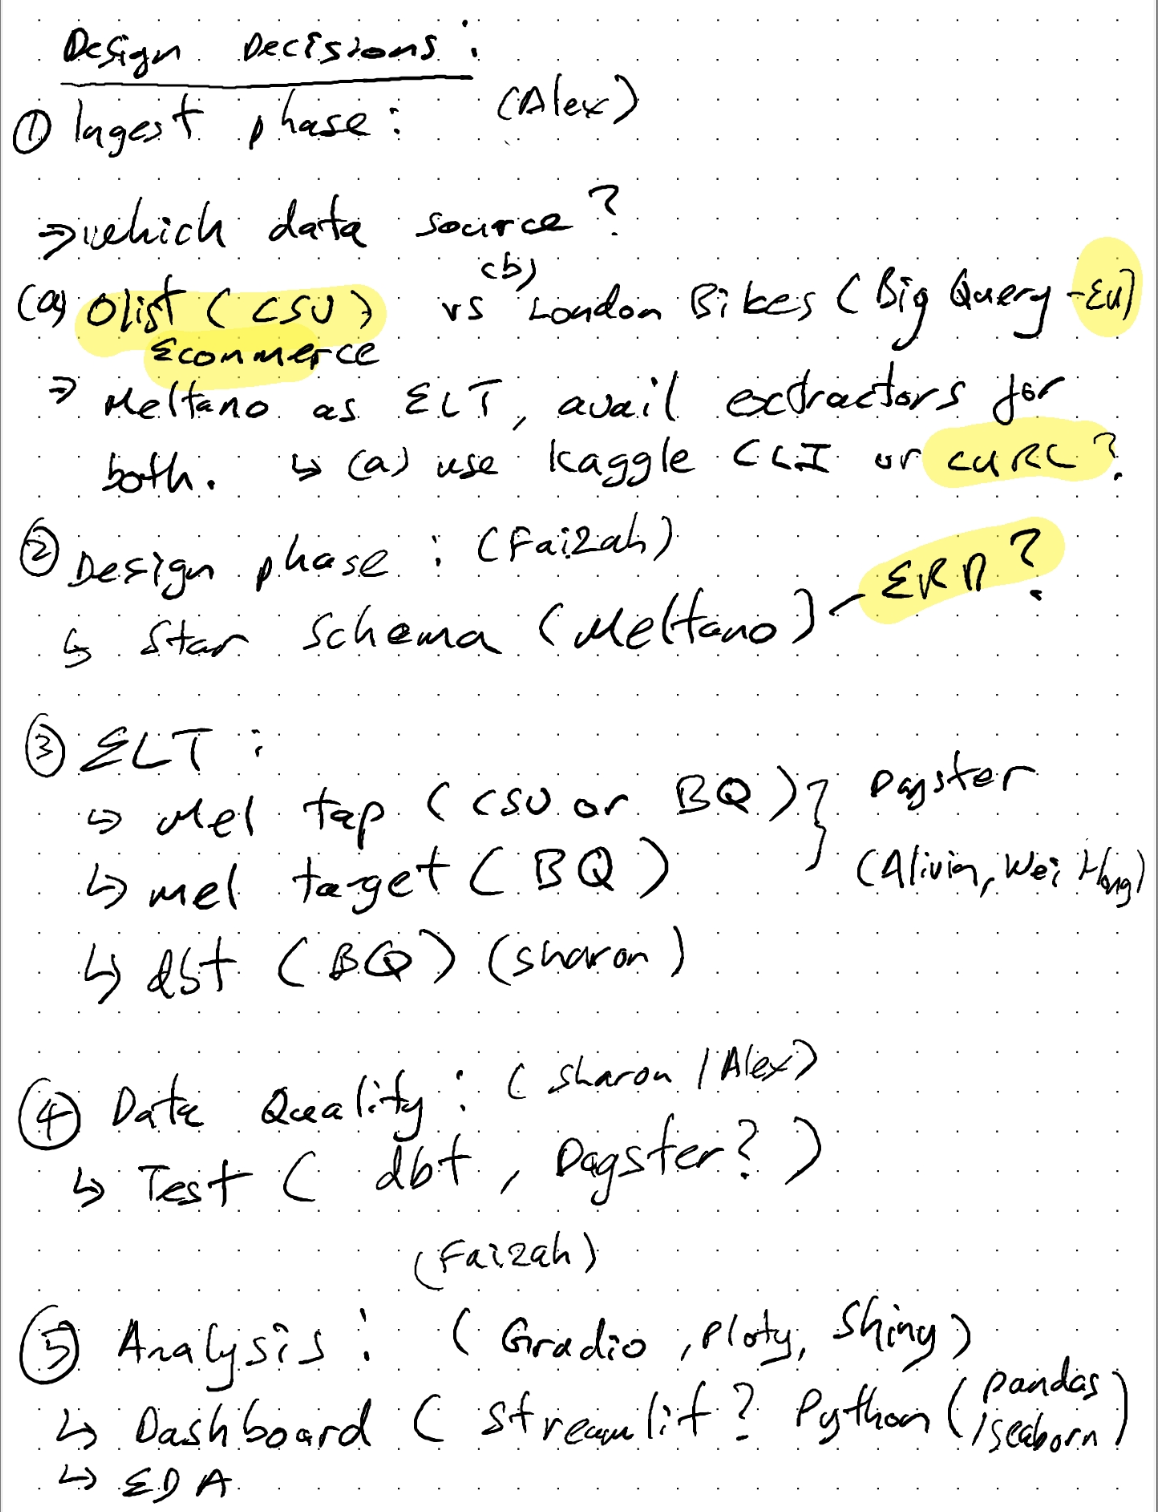 Design Decisions:
① Ingest phase: (Alex)
⇒ which data source?
(a) Olist (CSV) vs (b) London Bikes (Big Query - EU)
Ecommerce
⇒ Meltano as ELT, avail extractors for
both. ↳ (a) use kaggle CLI or CURL?
② Design phase: (Faizah)
↳ Star Schema (Meltano) - ERD?
③ ELT:
↳ Mel tap (CSV or BQ) } Dagster
↳ mel target (BQ) (Alivin, Wei Hong)
↳ dbt (BQ) (Sharon)
④ Data Quality: (Sharon / Alex)
↳ Test (dbt, Dagster?)
(Faizah)
⑤ Analysis: (Gradio, Ploty, Shiny)
↳ Dashboard (Streamlit? Python (pandas
/seaborn)
↳ EDA